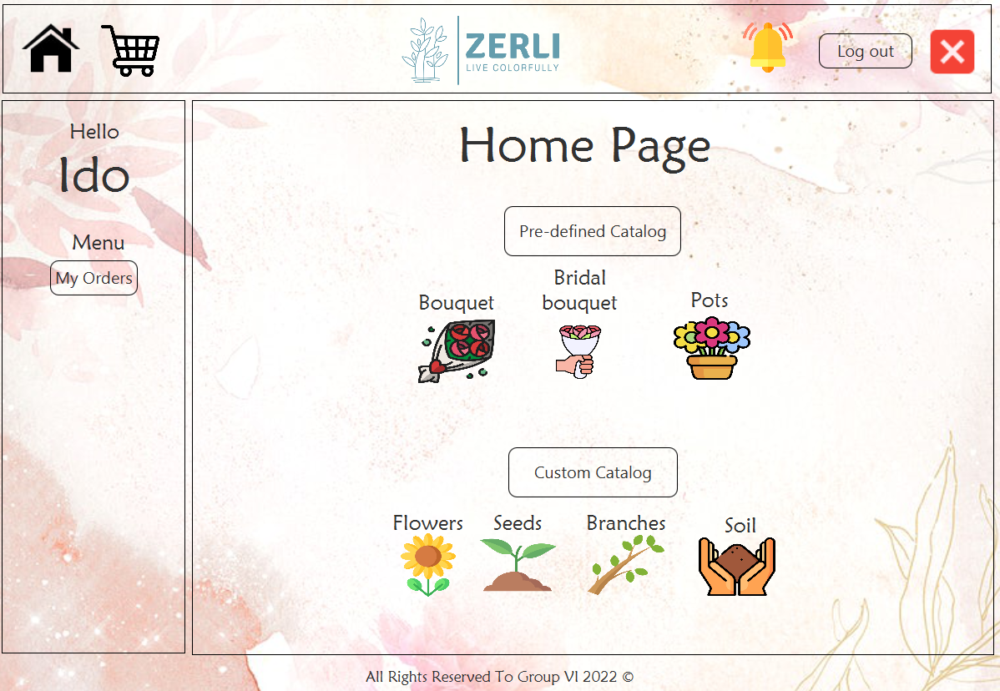 ZERLI
LIVE COLORFULLY
Log out
Hello
Ido
Menu
My Orders
Home Page
Pre-defined Catalog
Bouquet
Bridal
bouquet
Pots
Custom Catalog
Flowers
Seeds
Branches
Soil
All Rights Reserved To Group VI 2022 ©